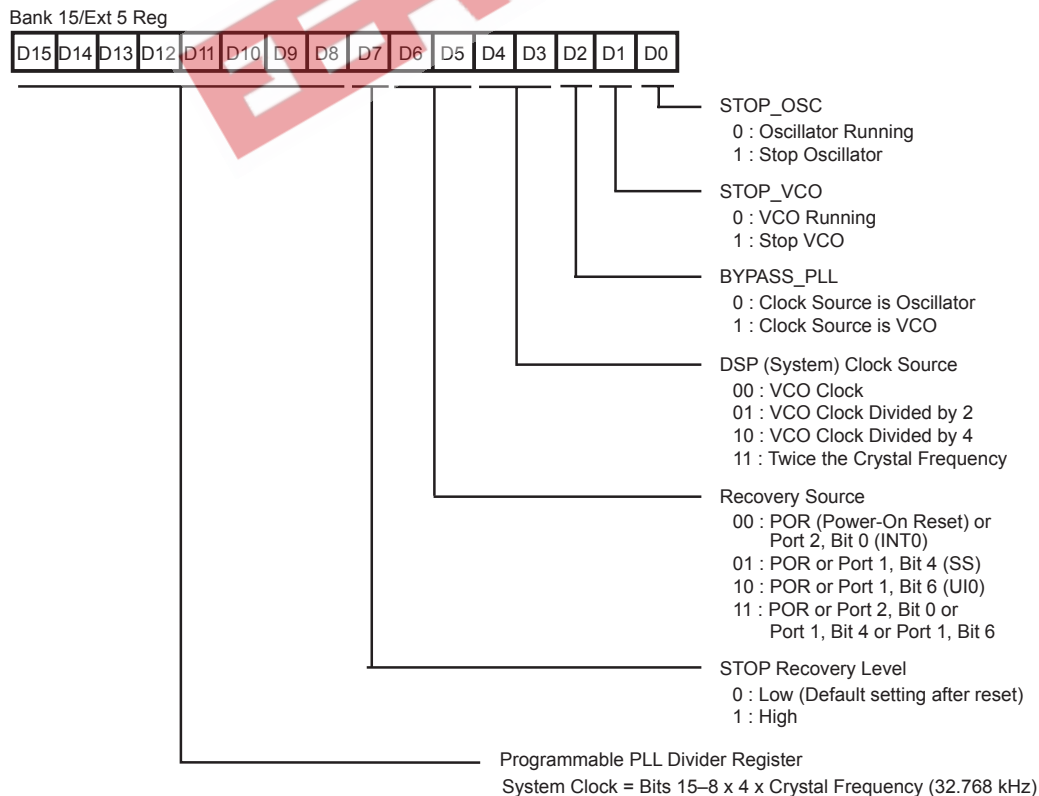 Bank 15/Ext 5 Reg
D15 D14 D13 D12 D11 D10 D9 D8 D7 D6 D5 D4 D3 D2 D1 D0
STOP_OSC
0 : Oscillator Running
1 : Stop Oscillator
STOP_VCO
0 : VCO Running
1 : Stop VCO
BYPASS_PLL
0 : Clock Source is Oscillator
1 : Clock Source is VCO
DSP (System) Clock Source
00 : VCO Clock
01 : VCO Clock Divided by 2
10 : VCO Clock Divided by 4
11 : Twice the Crystal Frequency
Recovery Source
00 : POR (Power-On Reset) or
Port 2, Bit 0 (INT0)
01 : POR or Port 1, Bit 4 (SS)
10 : POR or Port 1, Bit 6 (UI0)
11 : POR or Port 2, Bit 0 or
Port 1, Bit 4 or Port 1, Bit 6
STOP Recovery Level
0 : Low (Default setting after reset)
1 : High
Programmable PLL Divider Register
System Clock = Bits 15–8 x 4 x Crystal Frequency (32.768 kHz)